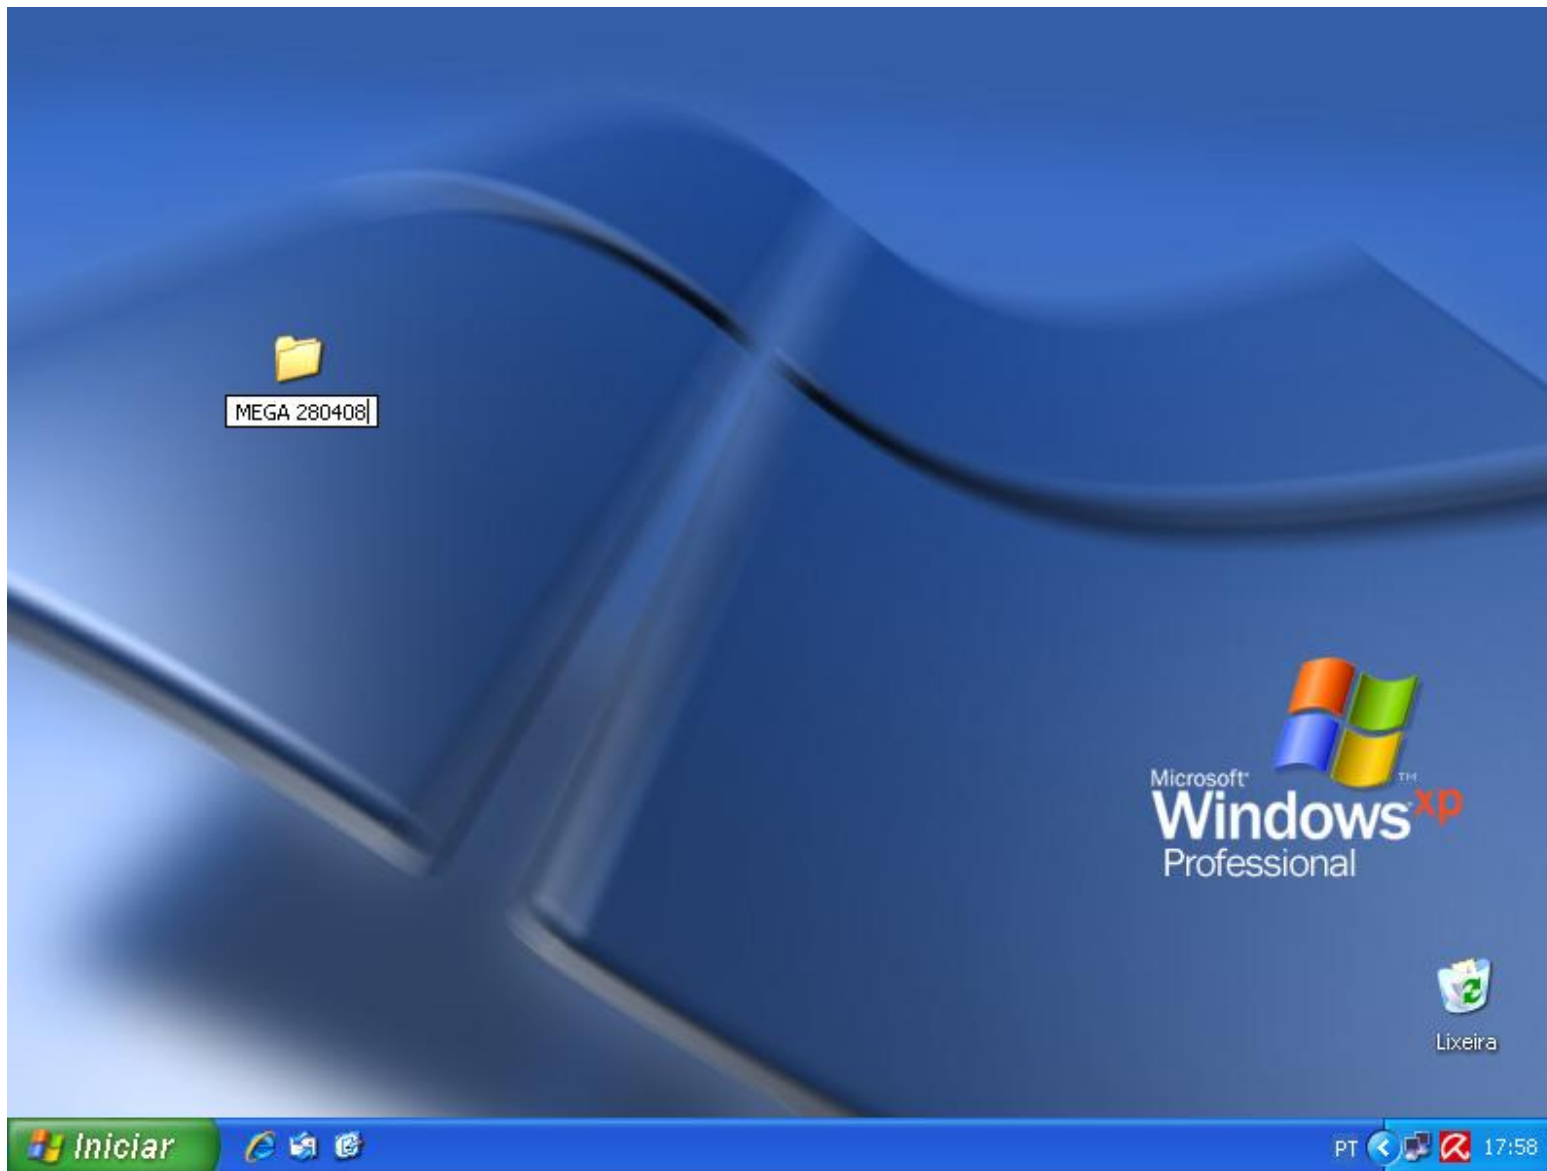 MEGA 280408
Microsoft
Windows xp
TM
Professional
Lixeira
Iniciar
PT
17:58